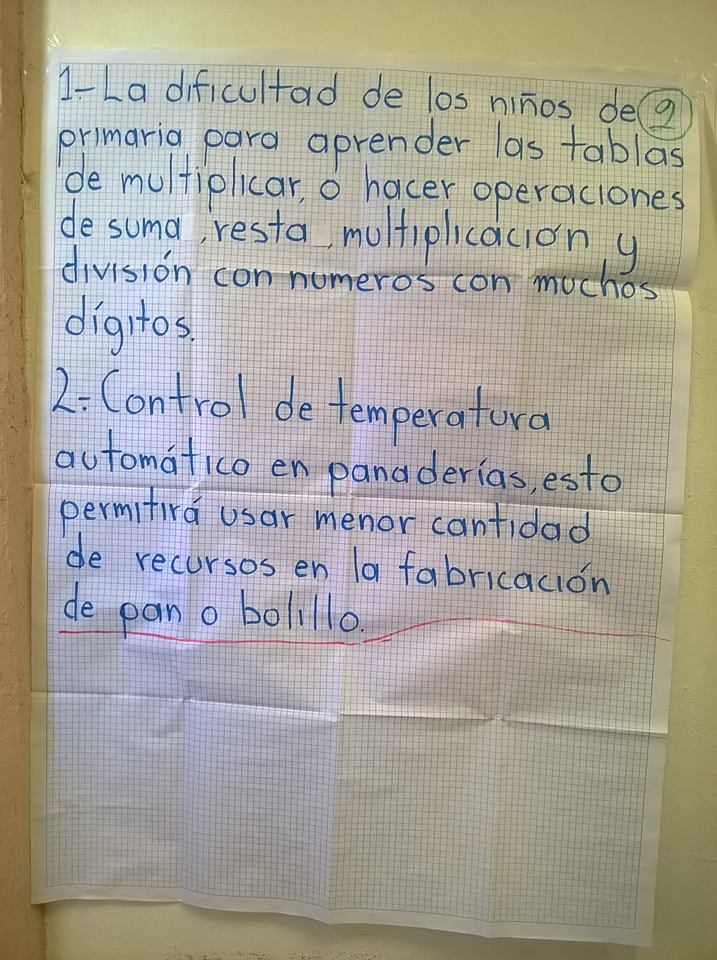 1.- La dificultad de los niños de 9
primaria para aprender las tablas
de multiplicar, o hacer operaciones
de suma, resta, multiplicación y
división con numeros con muchos
dígitos.
2.- Control de temperatura
automático en panaderías, esto
permitirá usar menor cantidad
de recursos en la fabricación
de pan o bolillo.